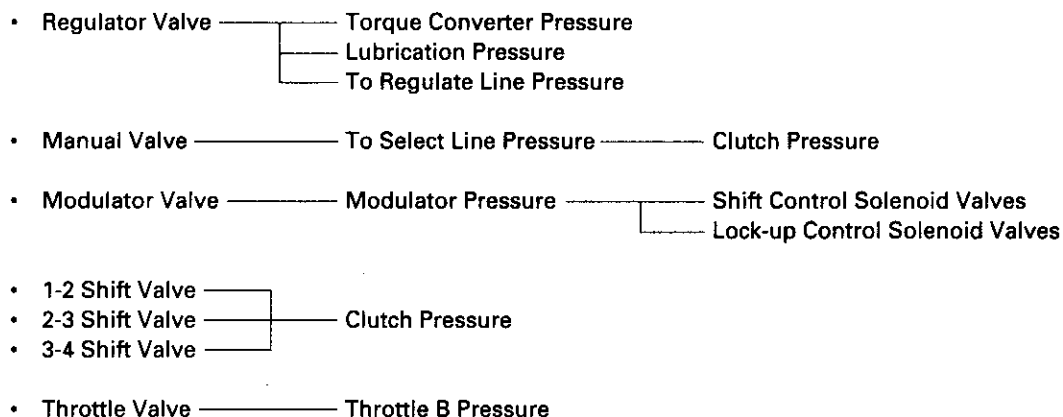 • Regulator Valve Torque Converter Pressure
Lubrication Pressure
To Regulate Line Pressure
• Manual Valve To Select Line Pressure Clutch Pressure
• Modulator Valve Modulator Pressure Shift Control Solenoid Valves
Lock-up Control Solenoid Valves
• 1-2 Shift Valve
• 2-3 Shift Valve Clutch Pressure
• 3-4 Shift Valve
• Throttle Valve Throttle B Pressure